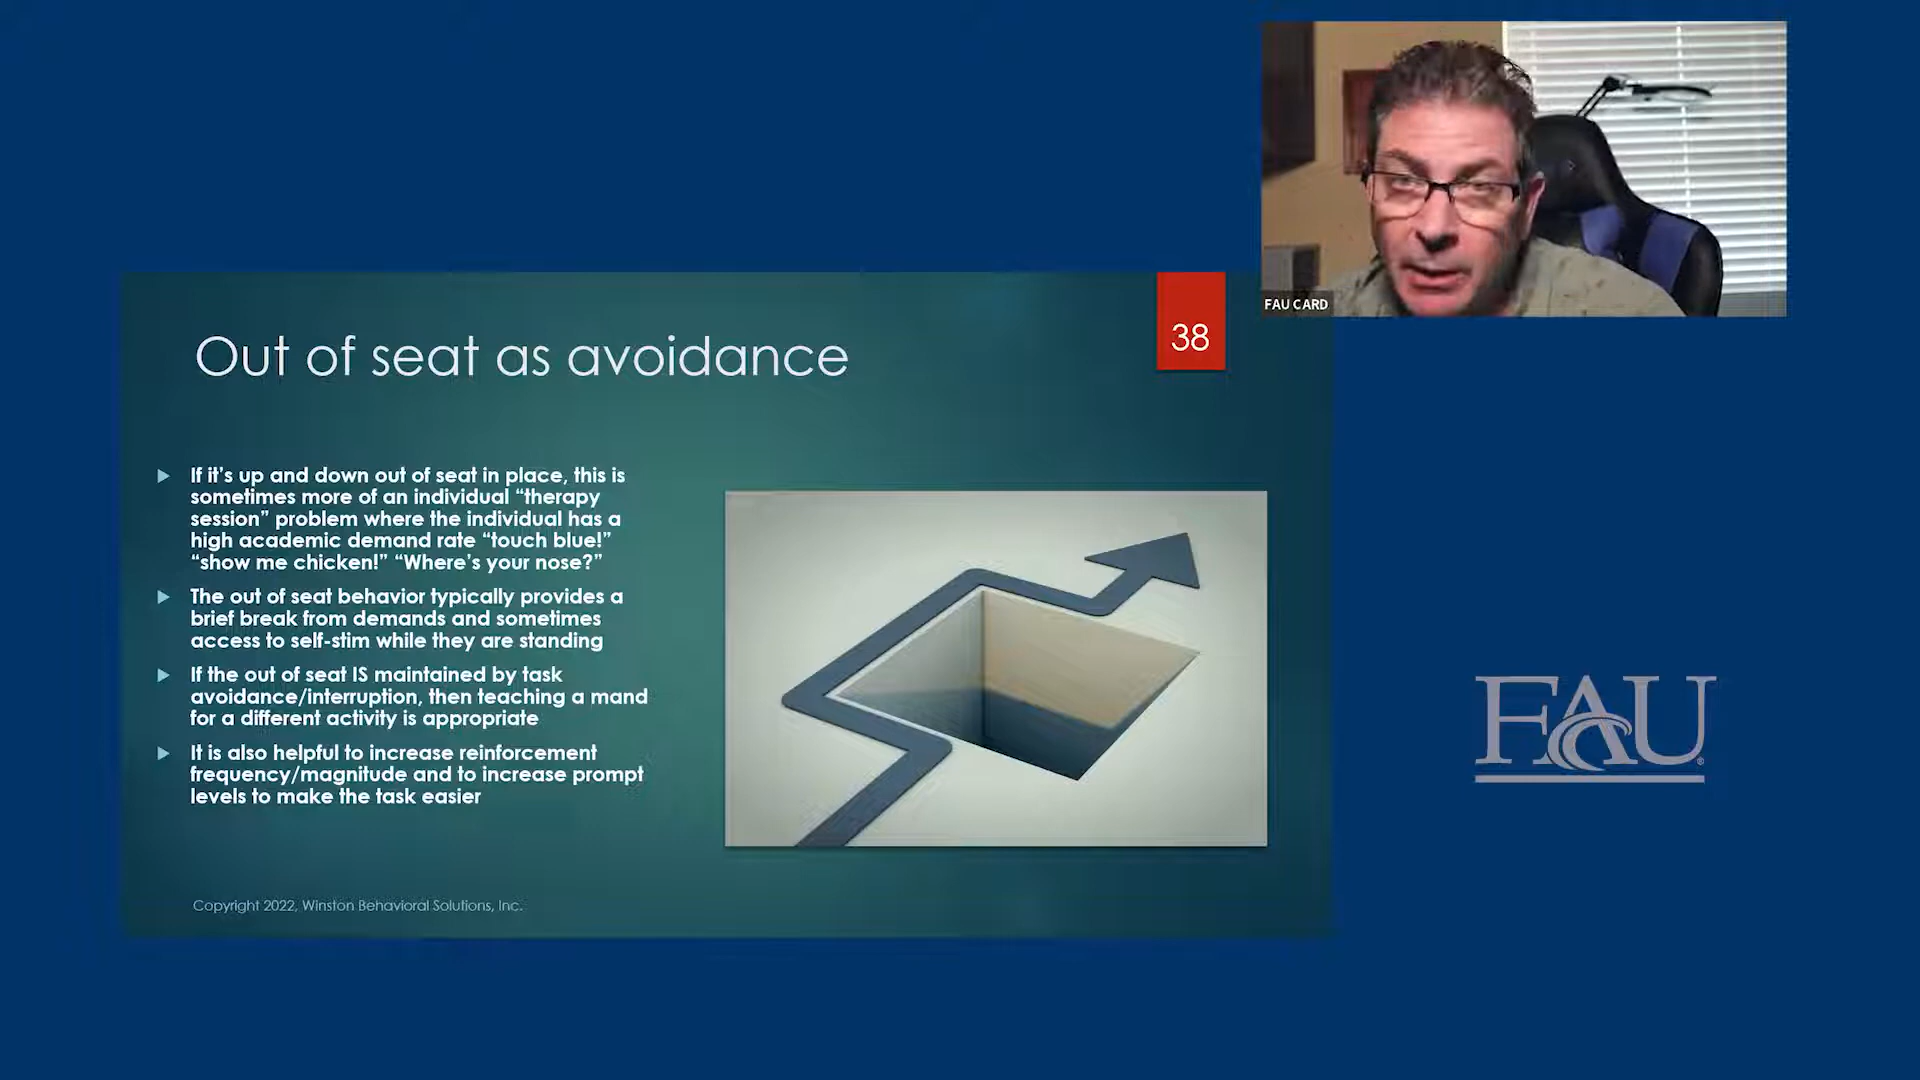 FAU CARD
38
Out of seat as avoidance
If it’s up and down out of seat in place, this is
sometimes more of an individual “therapy
session” problem where the individual has a
high academic demand rate “touch blue!”
“show me chicken!” “Where’s your nose?”
The out of seat behavior typically provides a
brief break from demands and sometimes
access to self-stim while they are standing
If the out of seat IS maintained by task
avoidance/interruption, then teaching a mand
for a different activity is appropriate
It is also helpful to increase reinforcement
frequency/magnitude and to increase prompt
levels to make the task easier
Copyright 2022, Winston Behavioral Solutions, Inc.
FAU